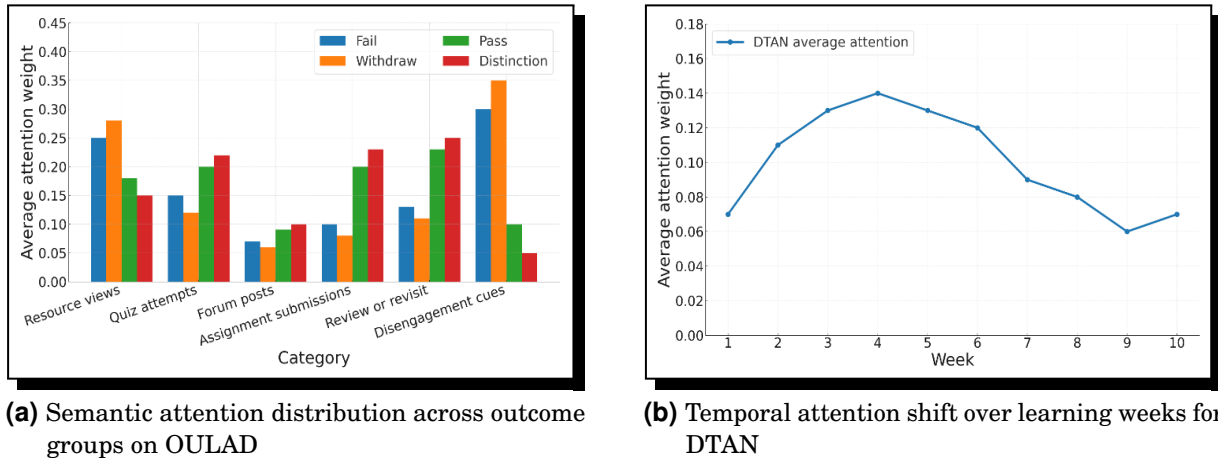 0.45
0.40
0.35
0.30
0.25
0.20
0.15
0.10
0.05
0.00
Average attention weight
Fail
Withdraw
Pass
Distinction
Resource views
Quiz attempts
Forum posts
Assignment submissions
Review or revisit
Disengagement cues
Category
(a) Semantic attention distribution across outcome
groups on OULAD
0.18
0.16
0.14
0.12
0.10
0.08
0.06
0.04
0.02
0.00
Average attention weight
DTAN average attention
1 2 3 4 5 6 7 8 9 10
Week
(b) Temporal attention shift over learning weeks for
DTAN